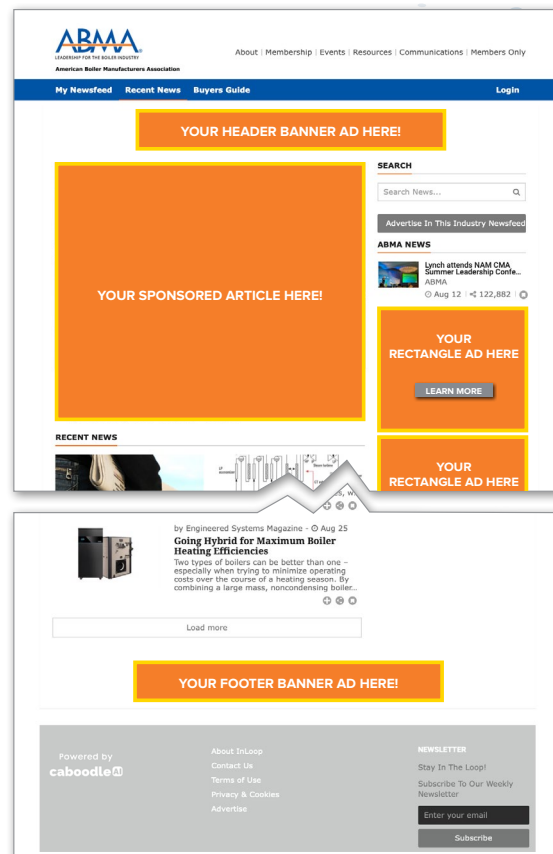 ABMA
LEADERSHIP FOR THE BOILER INDUSTRY
American Boiler Manufacturers Association
About | Membership | Events | Resources | Communications | Members Only
My Newsfeed Recent News Buyers Guide Login
YOUR HEADER BANNER AD HERE!
YOUR SPONSORED ARTICLE HERE!
SEARCH
Search News...
Advertise In This Industry Newsfeed
ABMA NEWS
Lynch attends NAM CMA
Summer Leadership Confe...
ABMA
Aug 12 | 122,882 |
YOUR
RECTANGLE AD HERE
LEARN MORE
YOUR
RECTANGLE AD HERE
RECENT NEWS
by Engineered Systems Magazine - Aug 25
Going Hybrid for Maximum Boiler
Heating Efficiencies
Two types of boilers can be better than one –
especially when trying to minimize operating
costs over the course of a heating season. By
combining a large mass, noncondensing boiler...
Load more
YOUR FOOTER BANNER AD HERE!
Powered by
caboodle AI
About InLoop
Contact Us
Terms of Use
Privacy & Cookies
Advertise
NEWSLETTER
Stay In The Loop!
Subscribe To Our Weekly
Newsletter
Enter your email
Subscribe